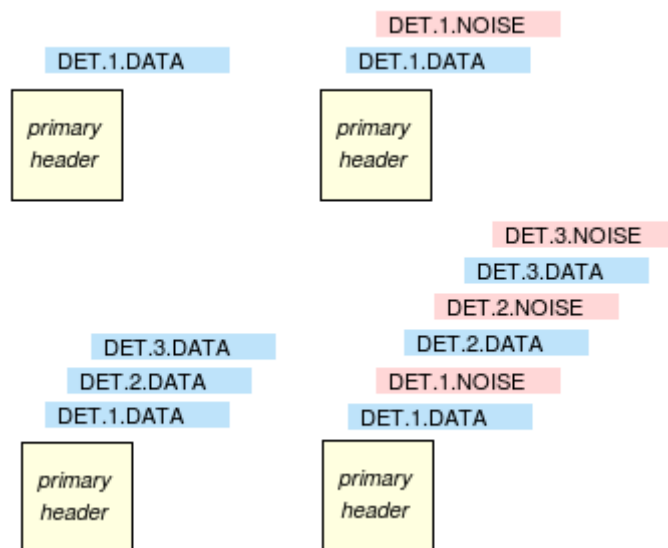 DET.1.DATA
primary
header
DET.1.NOISE
DET.1.DATA
primary
header
DET.3.DATA
DET.2.DATA
DET.1.DATA
primary
header
DET.3.NOISE
DET.3.DATA
DET.2.NOISE
DET.2.DATA
DET.1.NOISE
DET.1.DATA
primary
header